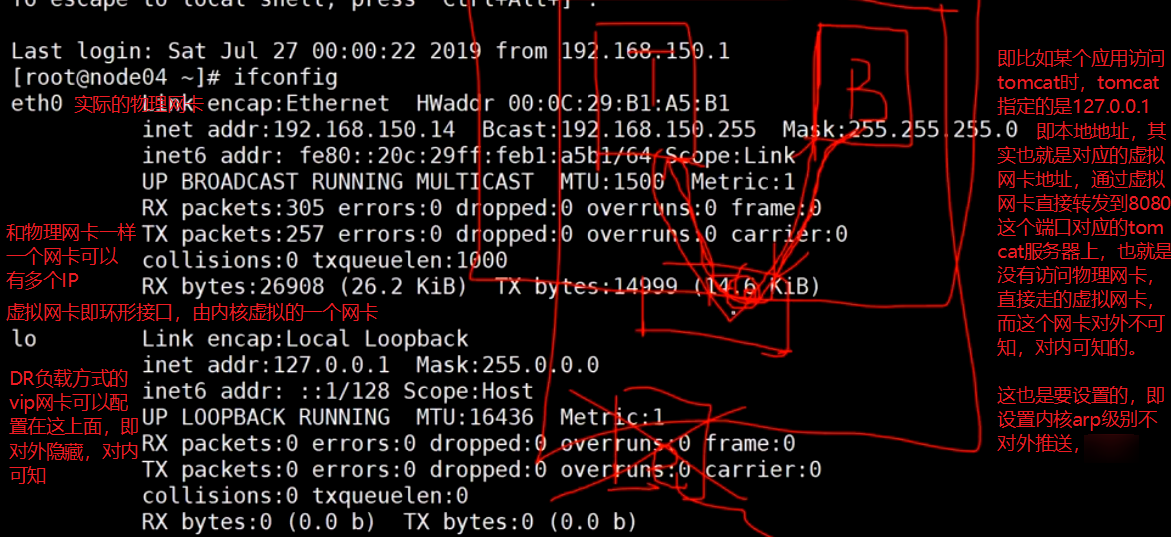 To escape to local shell, press 'Ctrl+Alt+]'.
Last login: Sat Jul 27 00:00:22 2019 from 192.168.150.1
[root@node04 ~]# ifconfig
eth0 Link encap:Ethernet HWaddr 00:0C:29:B1:A5:B1
实际的物理网卡
inet addr:192.168.150.14 Bcast:192.168.150.255 Mask:255.255.255.0
inet6 addr: fe80::20c:29ff:feb1:a5b1/64 Scope:Link
UP BROADCAST RUNNING MULTICAST MTU:1500 Metric:1
RX packets:305 errors:0 dropped:0 overruns:0 frame:0
TX packets:257 errors:0 dropped:0 overruns:0 carrier:0
collisions:0 txqueuelen:1000
RX bytes:26908 (26.2 KiB) TX bytes:14999 (14.6 KiB)
和物理网卡一样
一个网卡可以
有多个IP
虚拟网卡即环形接口，由内核虚拟的一个网卡
lo Link encap:Local Loopback
inet addr:127.0.0.1 Mask:255.0.0.0
inet6 addr: ::1/128 Scope:Host
UP LOOPBACK RUNNING MTU:16436 Metric:1
RX packets:0 errors:0 dropped:0 overruns:0 frame:0
TX packets:0 errors:0 dropped:0 overruns:0 carrier:0
collisions:0 txqueuelen:0
RX bytes:0 (0.0 b) TX bytes:0 (0.0 b)
DR负载方式的
vip网卡可以配
置在这上面，即
对外隐藏，对内
可知
B
即比如某个应用访问
tomcat时，tomcat
指定的是127.0.0.1
即本地地址，其
实也就是对应的虚拟
网卡地址，通过虚拟
网卡直接转发到8080
这个端口对应的tom
cat服务器上，也就是
没有访问物理网卡，
直接走的虚拟网卡，
而这个网卡对外不可
知，对内可知的。
这也是要设置的，即
设置内核arp级别不
对外推送，